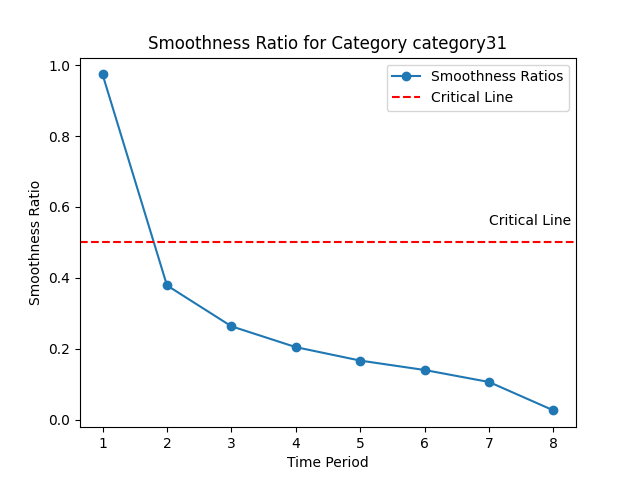 Smoothness Ratio for Category category31
1.0
0.8
0.6
0.4
0.2
0.0
Smoothness Ratio
Smoothness Ratios
Critical Line
Critical Line
1 2 3 4 5 6 7 8
Time Period